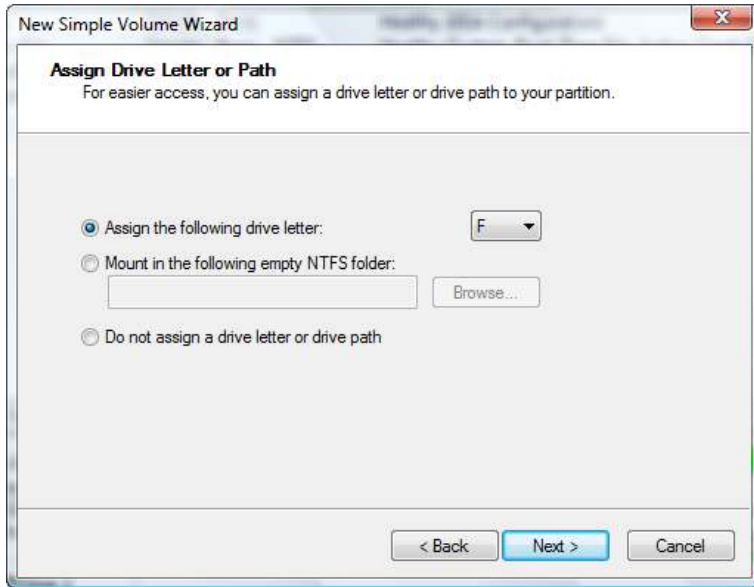 New Simple Volume Wizard
Assign Drive Letter or Path
For easier access, you can assign a drive letter or drive path to your partition.
Assign the following drive letter: F
Mount in the following empty NTFS folder:
Browse...
Do not assign a drive letter or drive path
< Back Next > Cancel